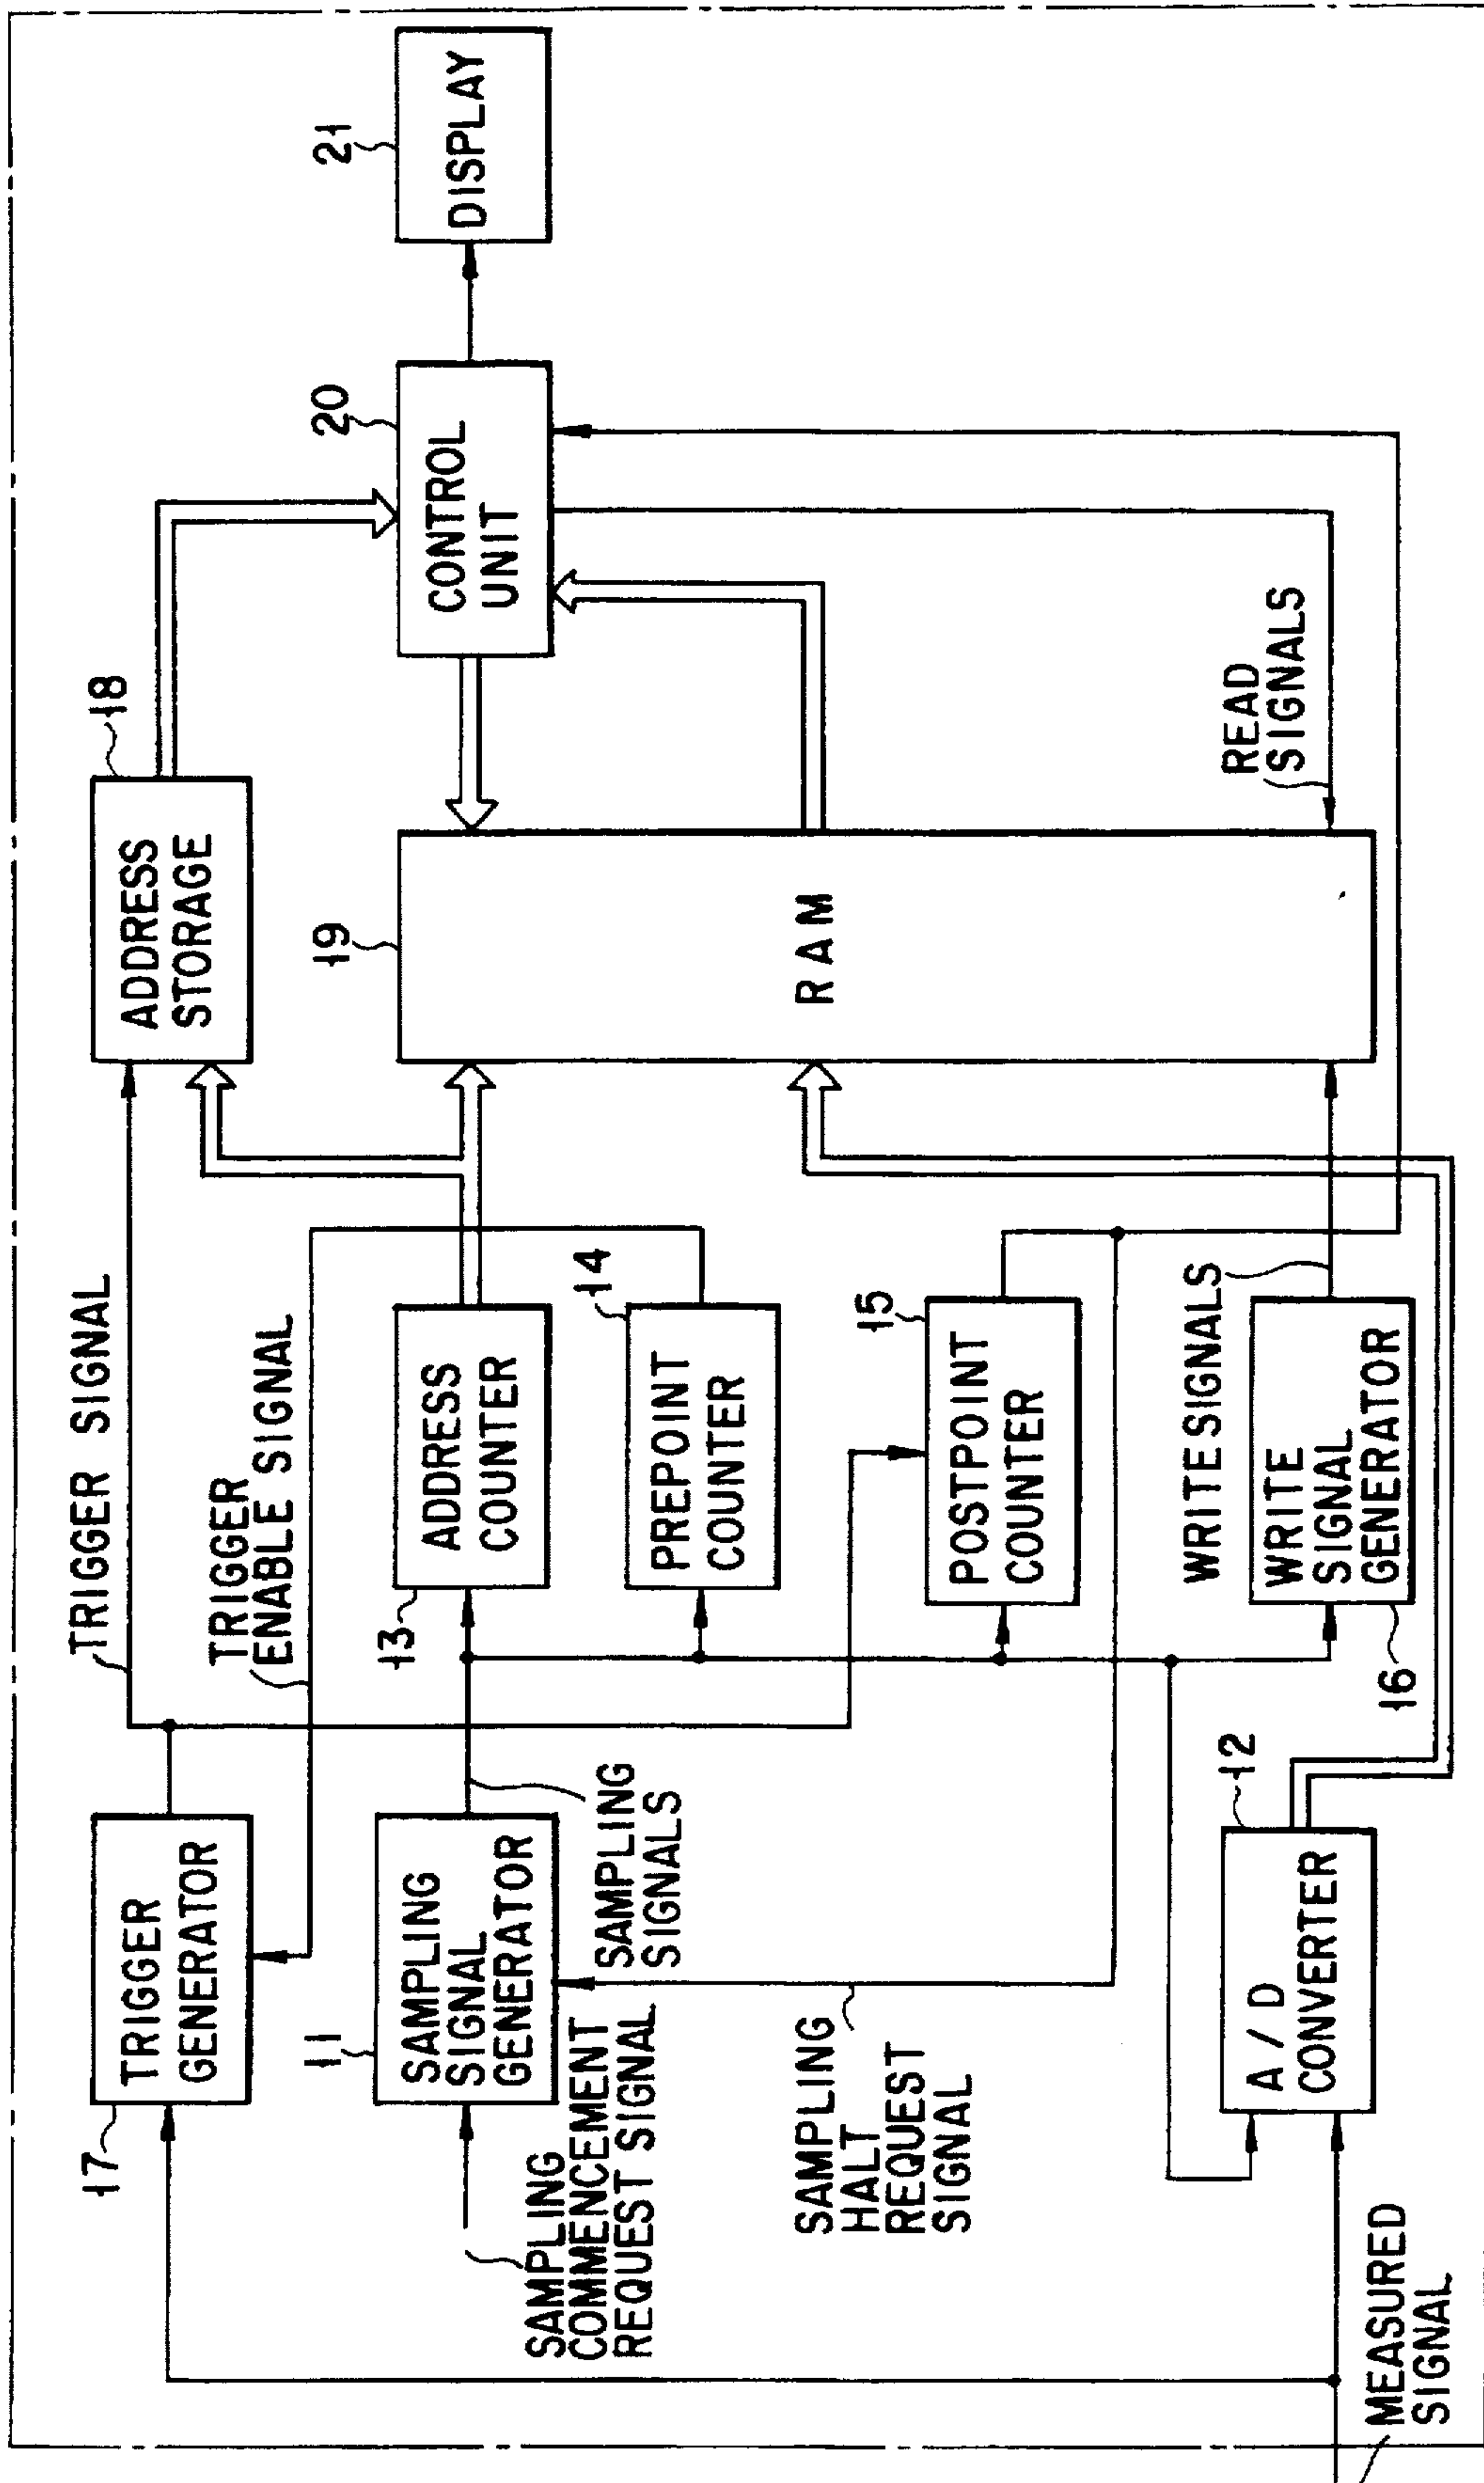 TRIGGER SIGNAL
17
TRIGGER
GENERATOR
TRIGGER
ENABLE SIGNAL
18
ADDRESS
STORAGE
11
SAMPLING
SIGNAL
GENERATOR
SAMPLING
COMMENCEMENT
REQUEST SIGNAL
SAMPLING
SIGNALS
13
ADDRESS
COUNTER
14
PREPOINT
COUNTER
19
RAM
20
CONTROL
UNIT
21
DISPLAY
SAMPLING
HALT
REQUEST
SIGNAL
15
POSTPOINT
COUNTER
WRITE SIGNALS
WRITE
SIGNAL
GENERATOR
16
READ
SIGNALS
12
A/D
CONVERTER
MEASURED
SIGNAL